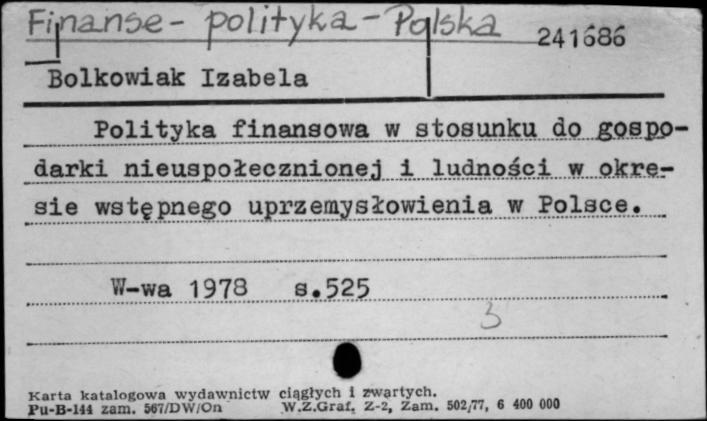 Finanse - polityka - Polska 241686
Bolkowiak Izabela
Polityka finansowa w stosunku do gospo-
darki nieuspołecznionej i ludności w okre-
sie wstępnego uprzemysłowienia w Polsce.
W-wa 1978 s.525
3
Karta katalogowa wydawnictw ciągłych i zwartych.
Pu-B-144 zam. 567/DW/On W.Z.Graf. Z-2, Zam. 502/77, 6 400 000